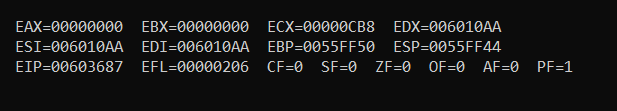 EAX=00000000 EBX=00000000 ECX=00000CB8 EDX=006010AA
ESI=006010AA EDI=006010AA EBP=0055FF50 ESP=0055FF44
EIP=00603687 EFL=00000206 CF=0 SF=0 ZF=0 OF=0 AF=0 PF=1